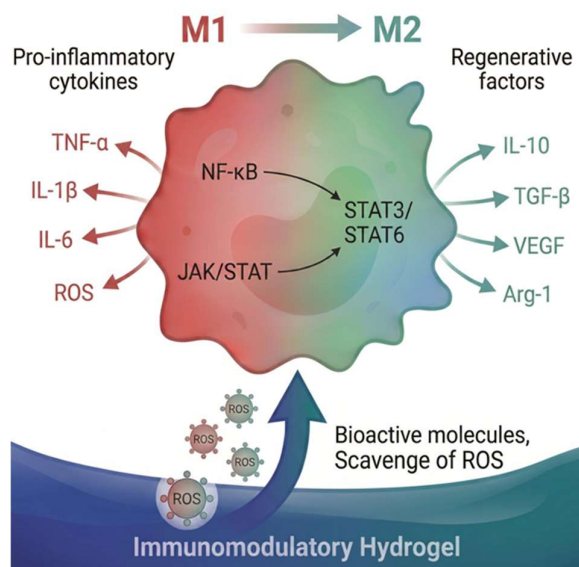 M1 M2
Pro-inflammatory
cytokines
Regenerative
factors
TNF-α
IL-1β
IL-6
ROS
NF-κB
JAK/STAT
STAT3/
STAT6
IL-10
TGF-β
VEGF
Arg-1
ROS
ROS
ROS
ROS
Bioactive molecules,
Scavenge of ROS
Immunomodulatory Hydrogel